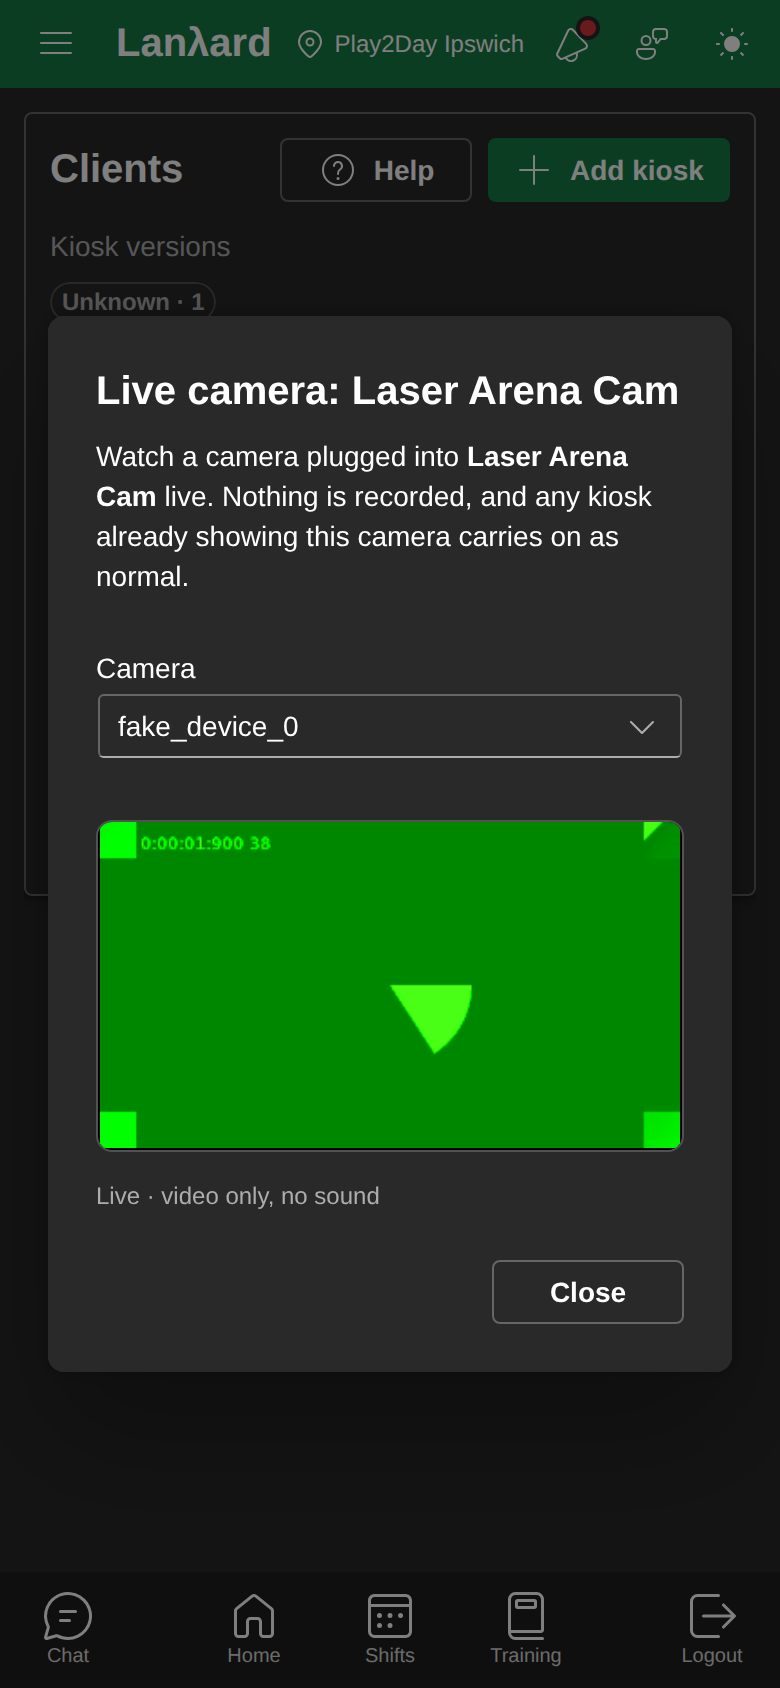 Lanλard
Play2Day Ipswich
Clients
Help
Add kiosk
Kiosk versions
Unknown · 1
Live camera: Laser Arena Cam
Watch a camera plugged into Laser Arena
Cam live. Nothing is recorded, and any kiosk
already showing this camera carries on as
normal.
Camera
fake_device_0
0:00:01:900 38
Live · video only, no sound
Close
Chat
Home
Shifts
Training
Logout